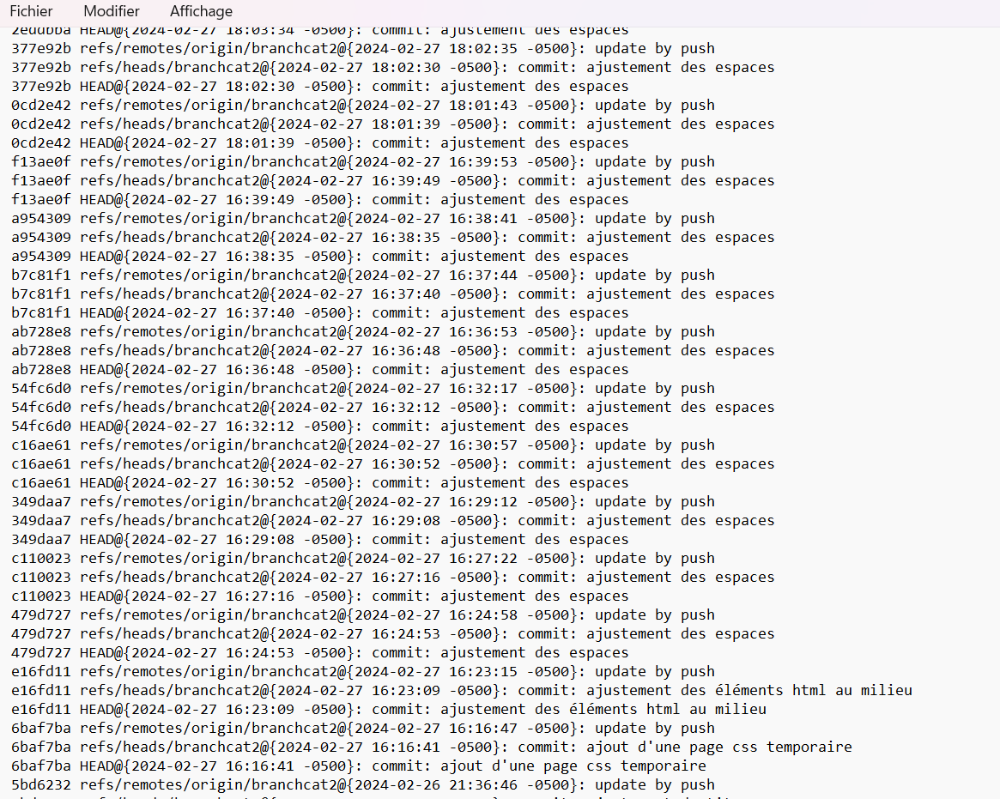 Fichier Modifier Affichage
2eddbba HEAD@{2024-02-27 18:03:34 -0500}: commit: ajustement des espaces
377e92b refs/remotes/origin/branchcat2@{2024-02-27 18:02:35 -0500}: update by push
377e92b refs/heads/branchcat2@{2024-02-27 18:02:30 -0500}: commit: ajustement des espaces
377e92b HEAD@{2024-02-27 18:02:30 -0500}: commit: ajustement des espaces
0cd2e42 refs/remotes/origin/branchcat2@{2024-02-27 18:01:43 -0500}: update by push
0cd2e42 refs/heads/branchcat2@{2024-02-27 18:01:39 -0500}: commit: ajustement des espaces
0cd2e42 HEAD@{2024-02-27 18:01:39 -0500}: commit: ajustement des espaces
f13ae0f refs/remotes/origin/branchcat2@{2024-02-27 16:39:53 -0500}: update by push
f13ae0f refs/heads/branchcat2@{2024-02-27 16:39:49 -0500}: commit: ajustement des espaces
f13ae0f HEAD@{2024-02-27 16:39:49 -0500}: commit: ajustement des espaces
a954309 refs/remotes/origin/branchcat2@{2024-02-27 16:38:41 -0500}: update by push
a954309 refs/heads/branchcat2@{2024-02-27 16:38:35 -0500}: commit: ajustement des espaces
a954309 HEAD@{2024-02-27 16:38:35 -0500}: commit: ajustement des espaces
b7c81f1 refs/remotes/origin/branchcat2@{2024-02-27 16:37:44 -0500}: update by push
b7c81f1 refs/heads/branchcat2@{2024-02-27 16:37:40 -0500}: commit: ajustement des espaces
b7c81f1 HEAD@{2024-02-27 16:37:40 -0500}: commit: ajustement des espaces
ab728e8 refs/remotes/origin/branchcat2@{2024-02-27 16:36:53 -0500}: update by push
ab728e8 refs/heads/branchcat2@{2024-02-27 16:36:48 -0500}: commit: ajustement des espaces
ab728e8 HEAD@{2024-02-27 16:36:48 -0500}: commit: ajustement des espaces
54fc6d0 refs/remotes/origin/branchcat2@{2024-02-27 16:32:17 -0500}: update by push
54fc6d0 refs/heads/branchcat2@{2024-02-27 16:32:12 -0500}: commit: ajustement des espaces
54fc6d0 HEAD@{2024-02-27 16:32:12 -0500}: commit: ajustement des espaces
c16ae61 refs/remotes/origin/branchcat2@{2024-02-27 16:30:57 -0500}: update by push
c16ae61 refs/heads/branchcat2@{2024-02-27 16:30:52 -0500}: commit: ajustement des espaces
c16ae61 HEAD@{2024-02-27 16:30:52 -0500}: commit: ajustement des espaces
349daa7 refs/remotes/origin/branchcat2@{2024-02-27 16:29:12 -0500}: update by push
349daa7 refs/heads/branchcat2@{2024-02-27 16:29:08 -0500}: commit: ajustement des espaces
349daa7 HEAD@{2024-02-27 16:29:08 -0500}: commit: ajustement des espaces
c110023 refs/remotes/origin/branchcat2@{2024-02-27 16:27:22 -0500}: update by push
c110023 refs/heads/branchcat2@{2024-02-27 16:27:16 -0500}: commit: ajustement des espaces
c110023 HEAD@{2024-02-27 16:27:16 -0500}: commit: ajustement des espaces
479d727 refs/remotes/origin/branchcat2@{2024-02-27 16:24:58 -0500}: update by push
479d727 refs/heads/branchcat2@{2024-02-27 16:24:53 -0500}: commit: ajustement des espaces
479d727 HEAD@{2024-02-27 16:24:53 -0500}: commit: ajustement des espaces
e16fd11 refs/remotes/origin/branchcat2@{2024-02-27 16:23:15 -0500}: update by push
e16fd11 refs/heads/branchcat2@{2024-02-27 16:23:09 -0500}: commit: ajustement des éléments html au milieu
e16fd11 HEAD@{2024-02-27 16:23:09 -0500}: commit: ajustement des éléments html au milieu
6baf7ba refs/remotes/origin/branchcat2@{2024-02-27 16:16:47 -0500}: update by push
6baf7ba refs/heads/branchcat2@{2024-02-27 16:16:41 -0500}: commit: ajout d'une page css temporaire
6baf7ba HEAD@{2024-02-27 16:16:41 -0500}: commit: ajout d'une page css temporaire
5bd6232 refs/remotes/origin/branchcat2@{2024-02-26 21:36:46 -0500}: update by push